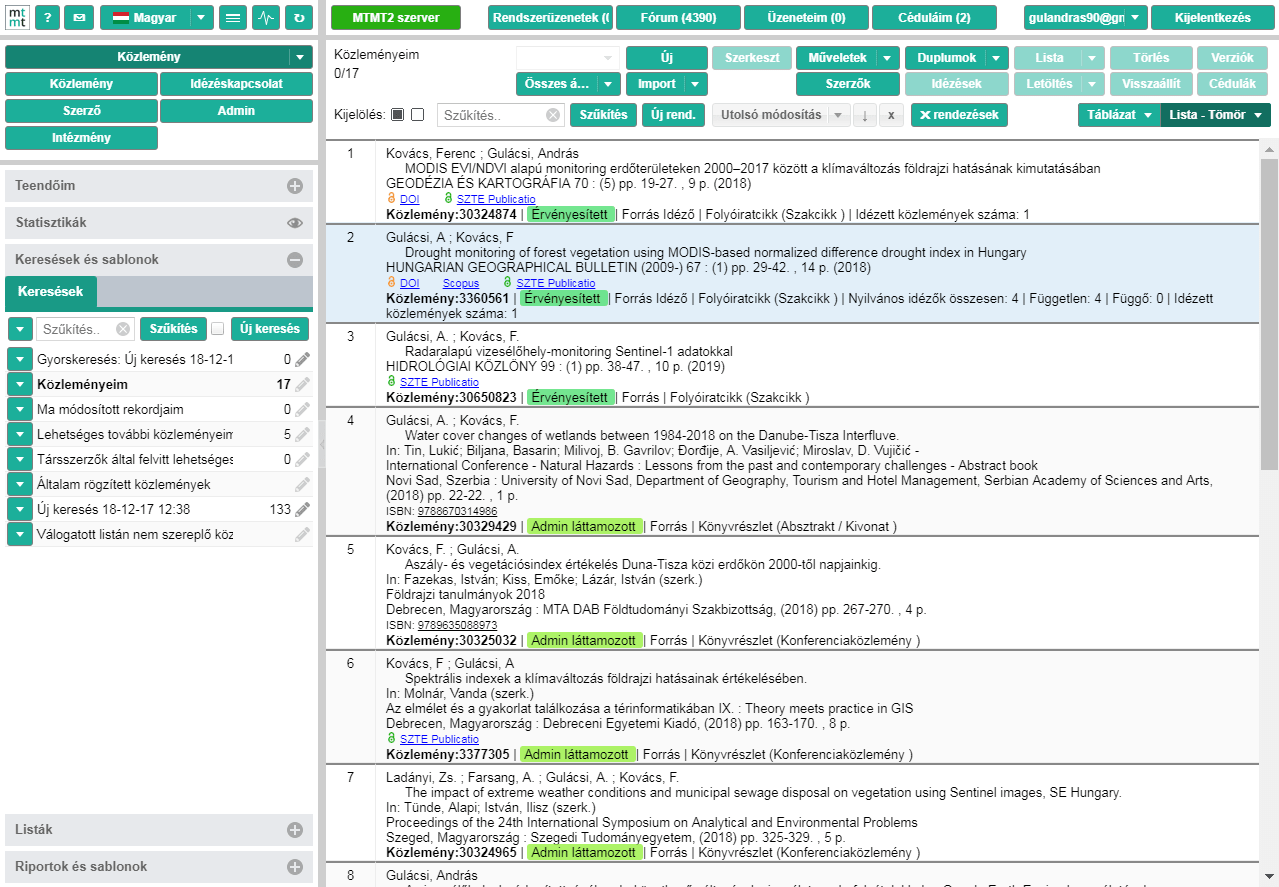 mt mt ? Magyar MTMT2 szerver Rendszerüzenetek (0 Fórum (4390) Üzeneteim (0) Céduláim (2) gulandras90@gm Kijelentkezés
Közlemény
Közlemény Idézéskapcsolat
Szerző Admin
Intézmény
Teendőim
Statisztikák
Keresések és sablonok
Keresések
Szűkítés.. Szűkítés Új keresés
Gyorskeresés: Új keresés 18-12-1 0
Közleményeim 17
Ma módosított rekordjaim 0
Lehetséges további közleményeim 5
Társszerzők által felvitt lehetséges 0
Általam rögzített közlemények
Új keresés 18-12-17 12:38 133
Válogatott listán nem szereplő köz
Listák
Riportok és sablonok
Közleményeim
0/17
Új Szerkeszt Műveletek Duplumok Lista Törlés Verziók
Összes á... Import Szerzők Idézések Letöltés Visszaállít Cédulák
Kijelölés: Szűkítés.. Szűkítés Új rend. Utolsó módosítás ↓ x X rendezések Táblázat Lista - Tömör
1 Kovács, Ferenc ; Gulácsi, András
MODIS EVI/NDVI alapú monitoring erdőterületeken 2000–2017 között a klímaváltozás földrajzi hatásának kimutatásában
GEODÉZIA ÉS KARTOGRÁFIA 70 : (5) pp. 19-27. , 9 p. (2018)
DOI SZTE Publicatio
Közlemény:30324874 | Érvényesített | Forrás Idéző | Folyóiratcikk (Szakcikk ) | Idézett közlemények száma: 1
2 Gulácsi, A ; Kovács, F
Drought monitoring of forest vegetation using MODIS-based normalized difference drought index in Hungary
HUNGARIAN GEOGRAPHICAL BULLETIN (2009-) 67 : (1) pp. 29-42. , 14 p. (2018)
DOI Scopus SZTE Publicatio
Közlemény:3360561 | Érvényesített | Forrás Idéző | Folyóiratcikk (Szakcikk ) | Nyilvános idézők összesen: 4 | Független: 4 | Függő: 0 | Idézett
közlemények száma: 1
3 Gulácsi, A. ; Kovács, F.
Radaralapú vizesélőhely-monitoring Sentinel-1 adatokkal
HIDROLÓGIAI KÖZLÖNY 99 : (1) pp. 38-47. , 10 p. (2019)
SZTE Publicatio
Közlemény:30650823 | Érvényesített | Forrás | Folyóiratcikk (Szakcikk )
4 Gulácsi, A. ; Kovács, F.
Water cover changes of wetlands between 1984-2018 on the Danube-Tisza Interfluve.
In: Tin, Lukić; Biljana, Basarin; Milivoj, B. Gavrilov; Đorđije, A. Vasiljević; Miroslav, D. Vujičić -
International Conference - Natural Hazards : Lessons from the past and contemporary challenges - Abstract book
Novi Sad, Szerbia : University of Novi Sad, Department of Geography, Tourism and Hotel Management, Serbian Academy of Sciences and Arts,
(2018) pp. 22-22. , 1 p.
ISBN: 9788670314986
Közlemény:30329429 | Admin láttamozott | Forrás | Könyvrészlet (Absztrakt / Kivonat )
5 Kovács, F. ; Gulácsi, A.
Aszály- és vegetációsindex értékelés Duna-Tisza közi erdőkön 2000-től napjainkig.
In: Fazekas, István; Kiss, Emőke; Lázár, István (szerk.)
Földrajzi tanulmányok 2018
Debrecen, Magyarország : MTA DAB Földtudományi Szakbizottság, (2018) pp. 267-270. , 4 p.
ISBN: 9789635088973
Közlemény:30325032 | Admin láttamozott | Forrás | Könyvrészlet (Konferenciaközlemény )
6 Kovács, F ; Gulácsi, A
Spektrális indexek a klímaváltozás földrajzi hatásainak értékelésében.
In: Molnár, Vanda (szerk.)
Az elmélet és a gyakorlat találkozása a térinformatikában IX. : Theory meets practice in GIS
Debrecen, Magyarország : Debreceni Egyetemi Kiadó, (2018) pp. 163-170. , 8 p.
SZTE Publicatio
Közlemény:3377305 | Admin láttamozott | Forrás | Könyvrészlet (Konferenciaközlemény )
7 Ladányi, Zs. ; Farsang, A. ; Gulácsi, A. ; Kovács, F.
The impact of extreme weather conditions and municipal sewage disposal on vegetation using Sentinel images, SE Hungary.
In: Tünde, Alapi; István, Ilisz (szerk.)
Proceedings of the 24th International Symposium on Analytical and Environmental Problems
Szeged, Magyarország : Szegedi Tudományegyetem, (2018) pp. 325-329. , 5 p.
Közlemény:30324965 | Admin láttamozott | Forrás | Könyvrészlet (Konferenciaközlemény )
8 Gulácsi, András